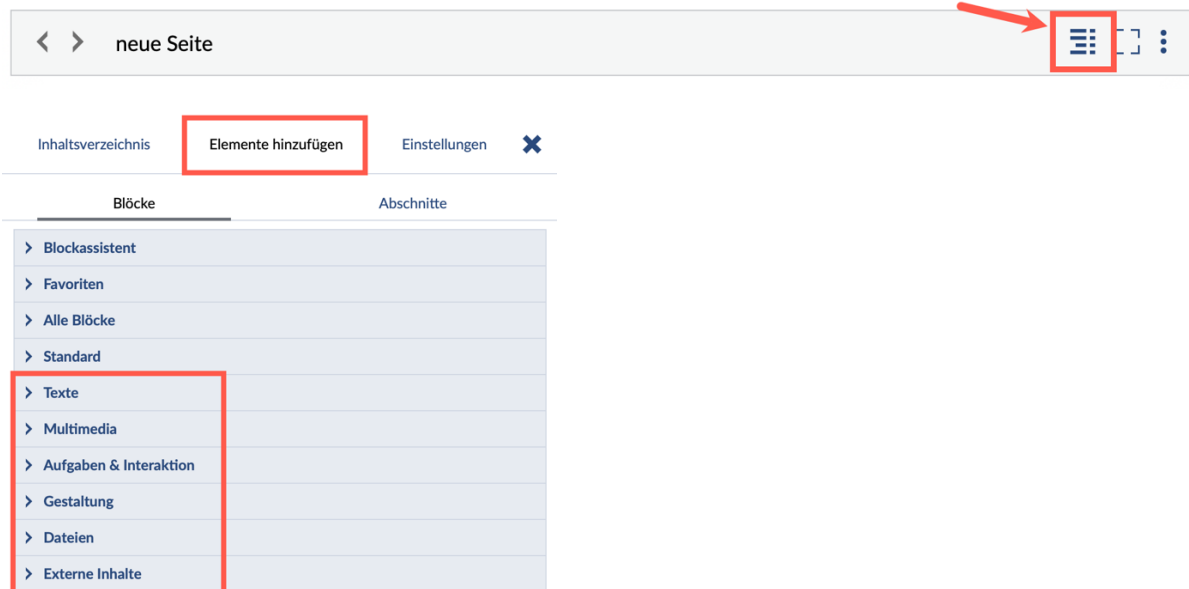 neue Seite
Inhaltsverzeichnis Elemente hinzufügen Einstellungen
Blöcke Abschnitte
Blockassistent
Favoriten
Alle Blöcke
Standard
Texte
Multimedia
Aufgaben & Interaktion
Gestaltung
Dateien
Externe Inhalte